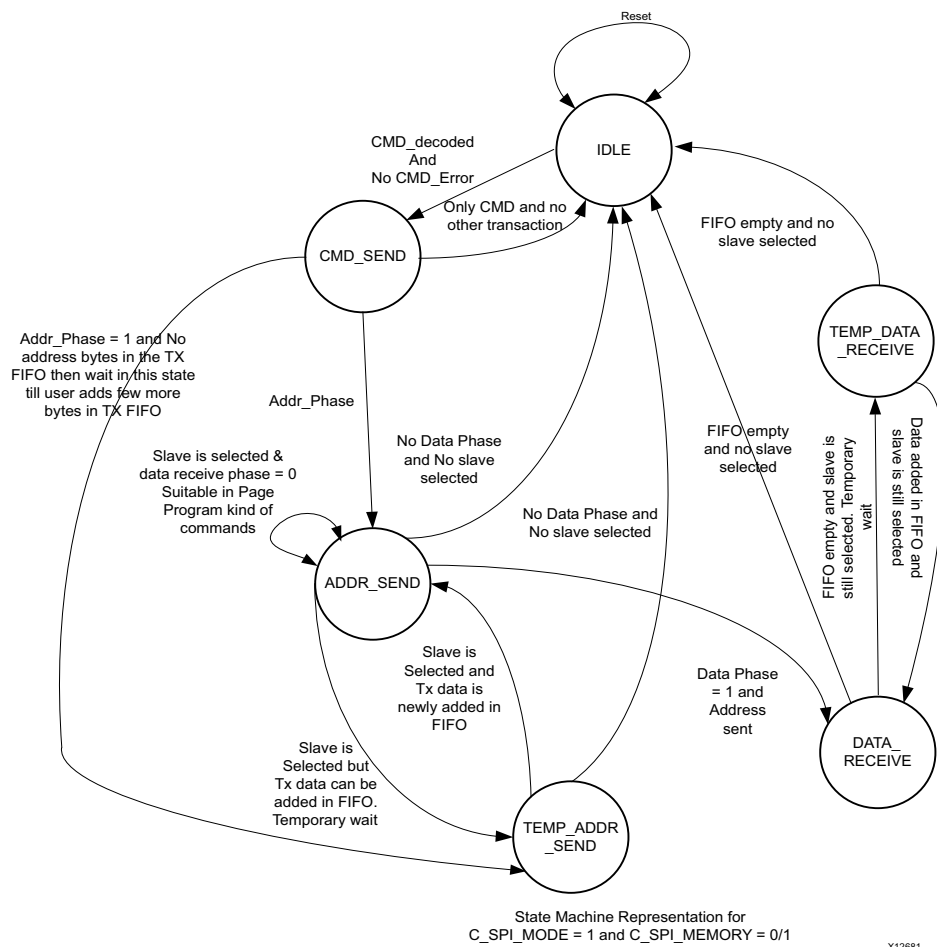 Reset
IDLE
CMD_decoded
And
No CMD_Error
Only CMD and no
other transaction
CMD_SEND
FIFO empty and no
slave selected
TEMP_DATA
_RECEIVE
Addr_Phase = 1 and No
address bytes in the TX
FIFO then wait in this state
till user adds few more
bytes in TX FIFO
Addr_Phase
No Data Phase
and No slave
selected
FIFO empty
and no slave
selected
FIFO empty and slave is
still selected. Temporary
wait
Data added in FIFO and
slave is still selected
Slave is selected &
data receive phase = 0
Suitable in Page
Program kind of
commands
No Data Phase and
No slave selected
ADDR_SEND
Slave is
Selected and
Tx data is
newly added in
FIFO
Data Phase
= 1 and
Address
sent
DATA_
RECEIVE
Slave is
Selected but
Tx data can be
added in FIFO.
Temporary wait
TEMP_ADDR
_SEND
State Machine Representation for
C_SPI_MODE = 1 and C_SPI_MEMORY = 0/1
X12681